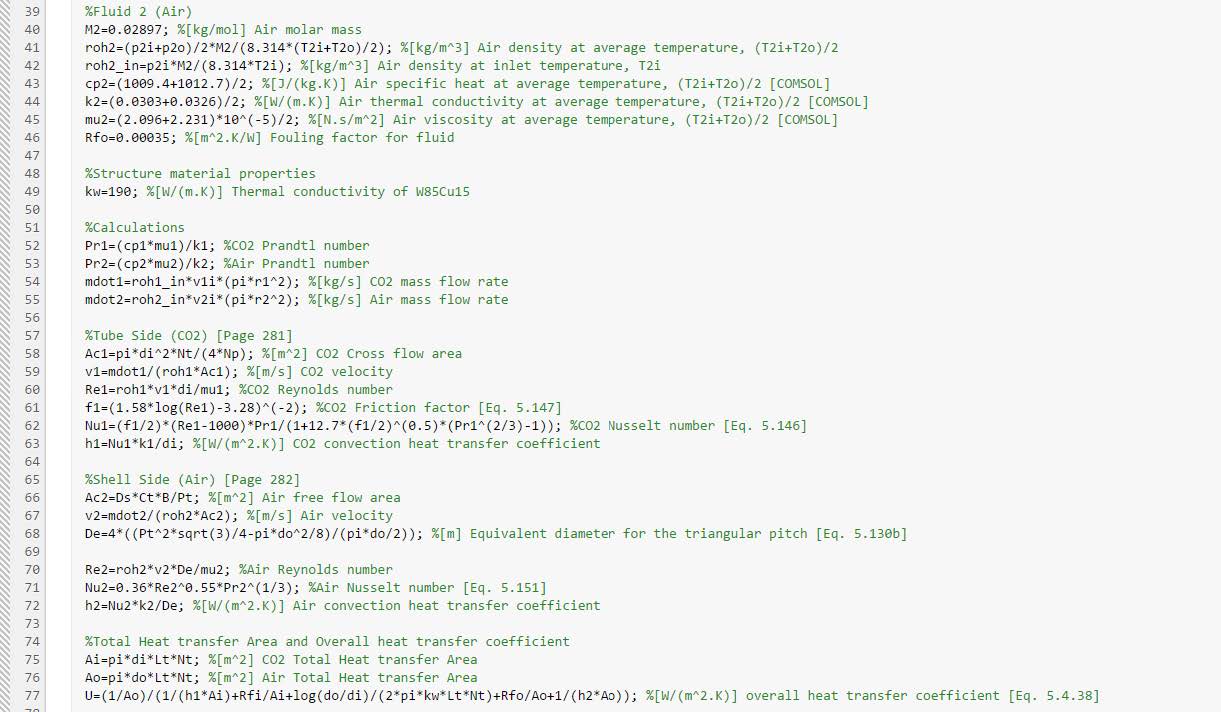 39 %Fluid 2 (Air)
40 M2=0.02897; %[kg/mol] Air molar mass
41 roh2=(p2i+p2o)/2*M2/(8.314*(T2i+T2o)/2); %[kg/m^3] Air density at average temperature, (T2i+T2o)/2
42 roh2_in=p2i*M2/(8.314*T2i); %[kg/m^3] Air density at inlet temperature, T2i
43 cp2=(1009.4+1012.7)/2; %[J/(kg.K)] Air specific heat at average temperature, (T2i+T2o)/2 [COMSOL]
44 k2=(0.0303+0.0326)/2; %[W/(m.K)] Air thermal conductivity at average temperature, (T2i+T2o)/2 [COMSOL]
45 mu2=(2.096+2.231)*10^(-5)/2; %[N.s/m^2] Air viscosity at average temperature, (T2i+T2o)/2 [COMSOL]
46 Rfo=0.00035; %[m^2.K/W] Fouling factor for fluid
47
48 %Structure material properties
49 kw=190; %[W/(m.K)] Thermal conductivity of W85Cu15
50
51 %Calculations
52 Pr1=(cp1*mu1)/k1; %CO2 Prandtl number
53 Pr2=(cp2*mu2)/k2; %Air Prandtl number
54 mdot1=roh1_in*v1i*(pi*r1^2); %[kg/s] CO2 mass flow rate
55 mdot2=roh2_in*v2i*(pi*r2^2); %[kg/s] Air mass flow rate
56
57 %Tube Side (CO2) [Page 281]
58 Ac1=pi*di^2*Nt/(4*Np); %[m^2] CO2 Cross flow area
59 v1=mdot1/(roh1*Ac1); %[m/s] CO2 velocity
60 Re1=roh1*v1*di/mu1; %CO2 Reynolds number
61 f1=(1.58*log(Re1)-3.28)^(-2); %CO2 Friction factor [Eq. 5.147]
62 Nu1=(f1/2)*(Re1-1000)*Pr1/(1+12.7*(f1/2)^(0.5)*(Pr1^(2/3)-1)); %CO2 Nusselt number [Eq. 5.146]
63 h1=Nu1*k1/di; %[W/(m^2.K)] CO2 convection heat transfer coefficient
64
65 %Shell Side (Air) [Page 282]
66 Ac2=Ds*Ct*B/Pt; %[m^2] Air free flow area
67 v2=mdot2/(roh2*Ac2); %[m/s] Air velocity
68 De=4*((Pt^2*sqrt(3)/4-pi*do^2/8)/(pi*do/2)); %[m] Equivalent diameter for the triangular pitch [Eq. 5.130b]
69
70 Re2=roh2*v2*De/mu2; %Air Reynolds number
71 Nu2=0.36*Re2^0.55*Pr2^(1/3); %Air Nusselt number [Eq. 5.151]
72 h2=Nu2*k2/De; %[W/(m^2.K)] Air convection heat transfer coefficient
73
74 %Total Heat transfer Area and Overall heat transfer coefficient
75 Ai=pi*di*Lt*Nt; %[m^2] CO2 Total Heat transfer Area
76 Ao=pi*do*Lt*Nt; %[m^2] Air Total Heat transfer Area
77 U=(1/Ao)/(1/(h1*Ai)+Rfi/Ai+log(do/di)/(2*pi*kw*Lt*Nt)+Rfo/Ao+1/(h2*Ao)); %[W/(m^2.K)] overall heat transfer coefficient [Eq. 5.4.38]